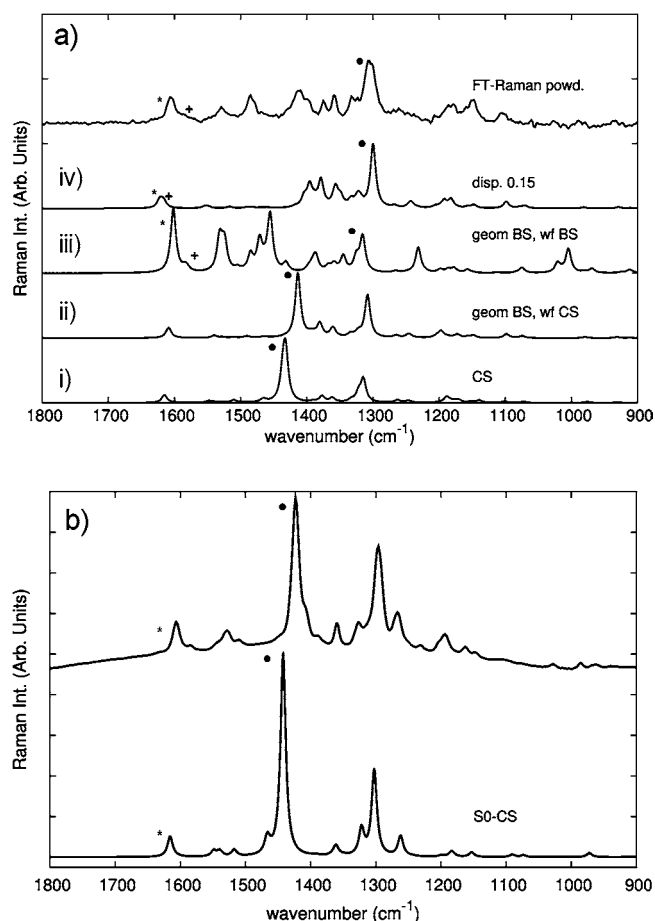 a)
●
* +
FT-Raman powd.
●
iv)
* +
disp. 0.15
●
iii)
* +
geom BS, wf BS
●
ii)
geom BS, wf CS
●
i)
CS
Raman Int. (Arb. Units)
1800 1700 1600 1500 1400 1300 1200 1100 1000 900
wavenumber (cm⁻¹)
b)
●
*
●
*
S0-CS
Raman Int. (Arb. Units)
1800 1700 1600 1500 1400 1300 1200 1100 1000 900
wavenumber (cm⁻¹)